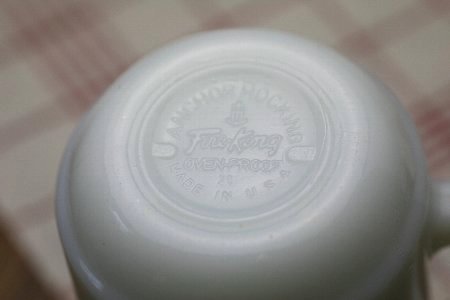 ANCHOR HOCKING
Fire-King
OVEN-PROOF
MADE IN U.S.A.